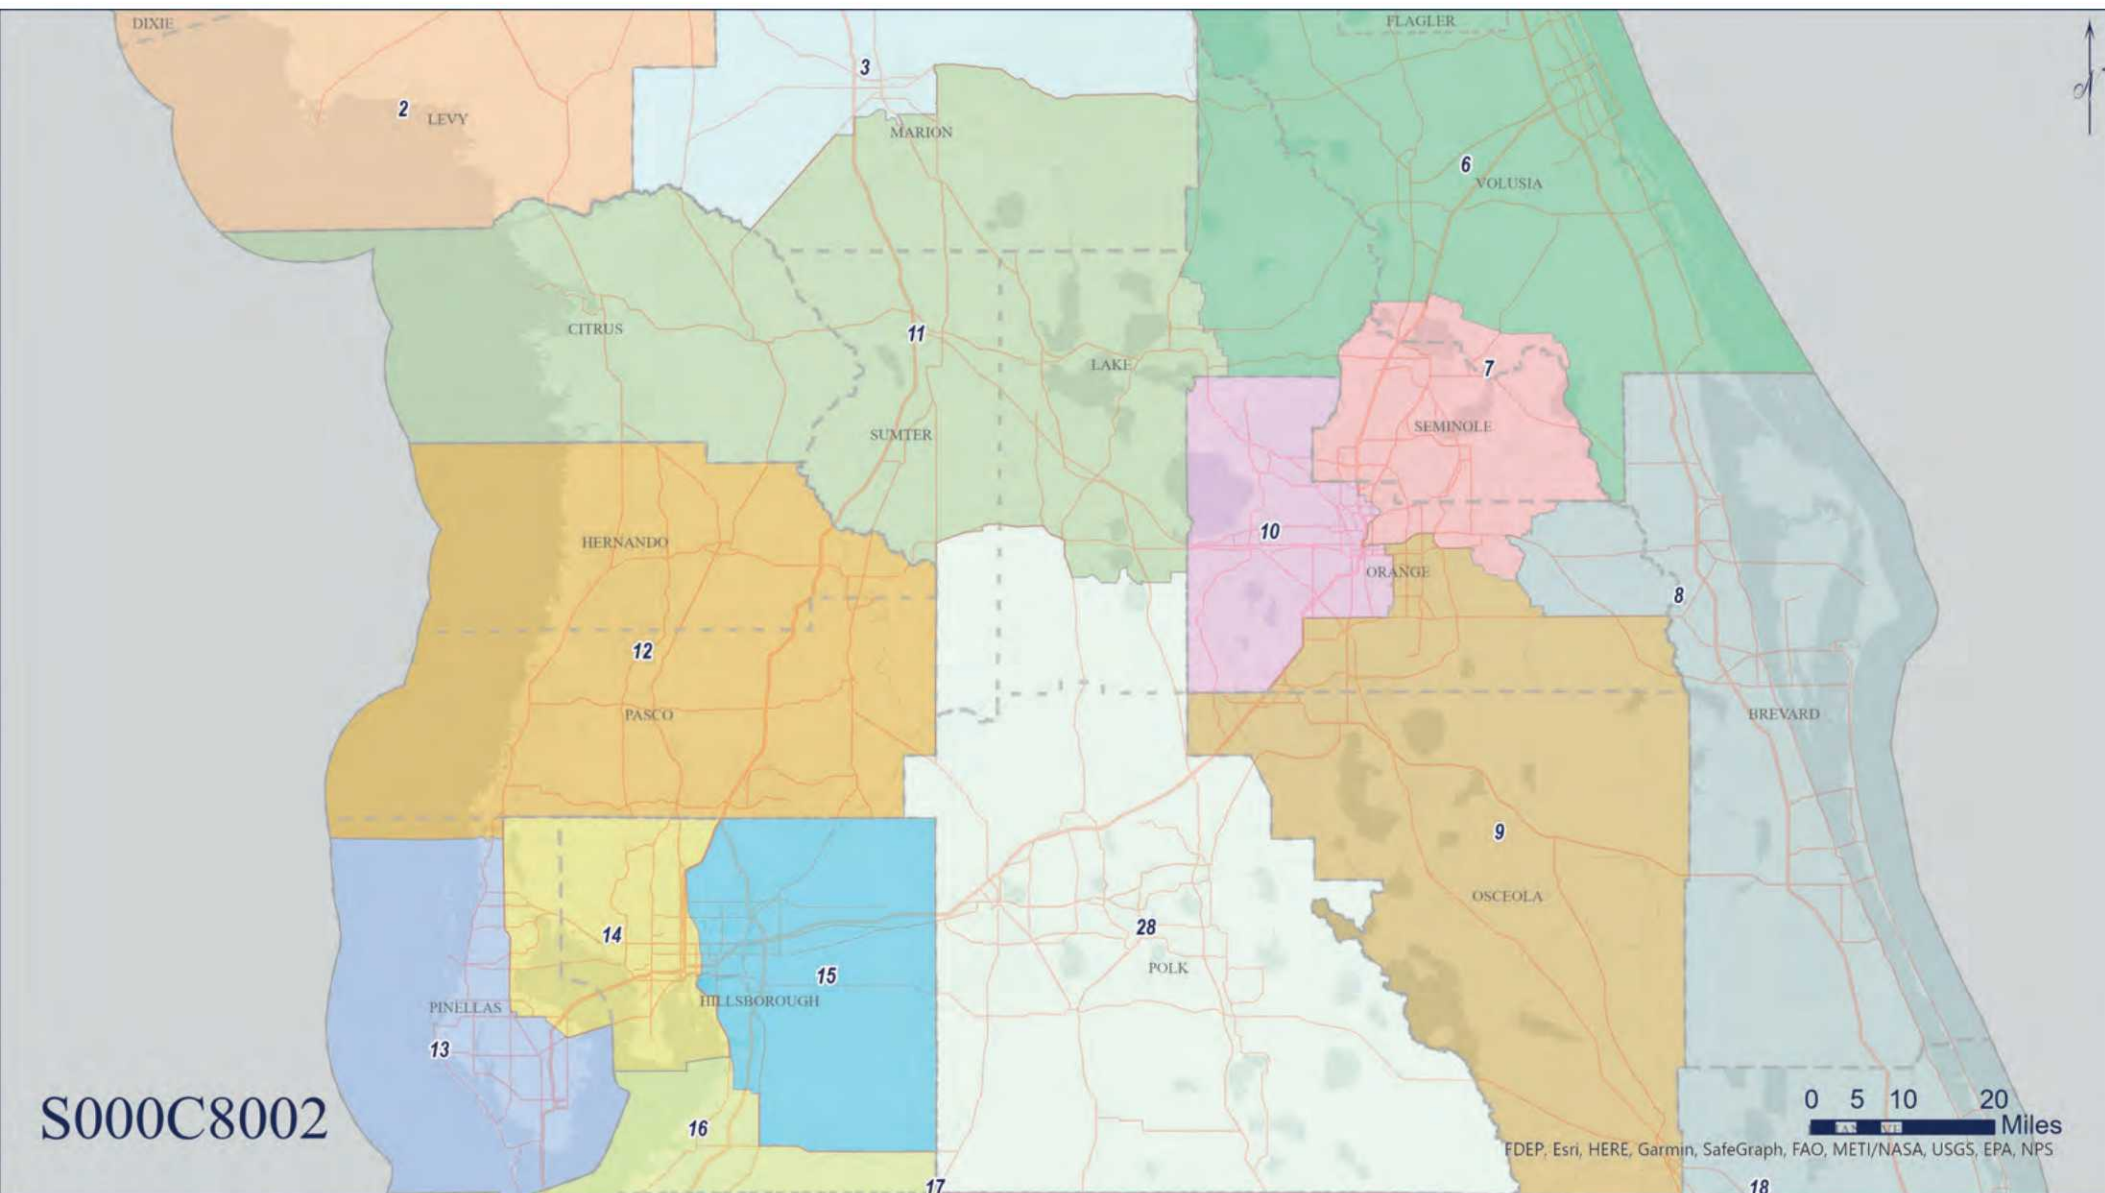 DIXIE
FLAGLER
3
2
LEVY
MARION
6
VOLUSIA
CITRUS
11
LAKE
7
SUMTER
SEMINOLE
10
HERNANDO
ORANGE
8
12
PASCO
BREVARD
9
OSCEOLA
14
28
15
POLK
HILLSBOROUGH
PINELLAS
13
S000C8002
16
0 5 10 20
Miles
FDEP, Esri, HERE, Garmin, SafeGraph, FAO, METI/NASA, USGS, EPA, NPS
17
18